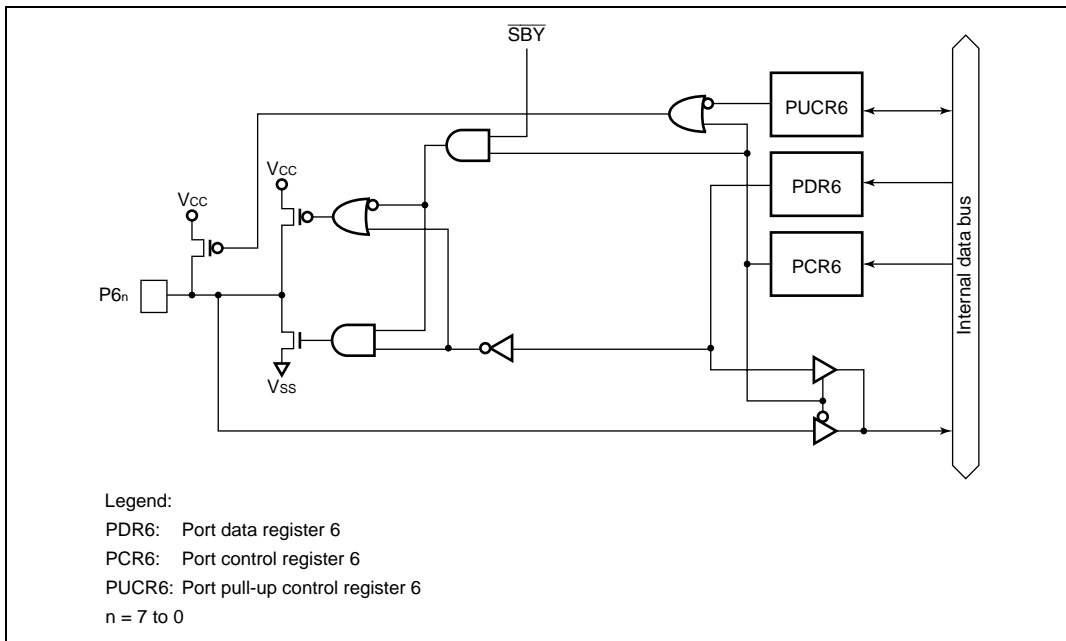 SBY
PUCR6
PDR6
PCR6
Internal data bus
VCC
VCC
P6n
VSS
Legend:
PDR6: Port data register 6
PCR6: Port control register 6
PUCR6: Port pull-up control register 6
n = 7 to 0